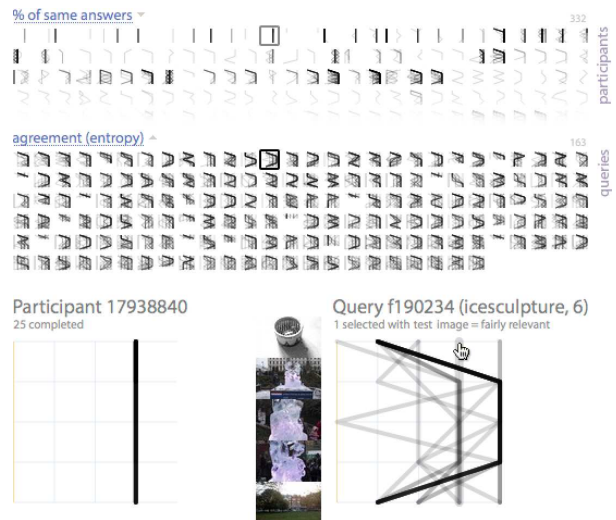 % of same answers
332
participants
agreement (entropy)
163
queries
Participant 17938840
25 completed
Query f190234 (icesculpture, 6)
1 selected with test image = fairly relevant